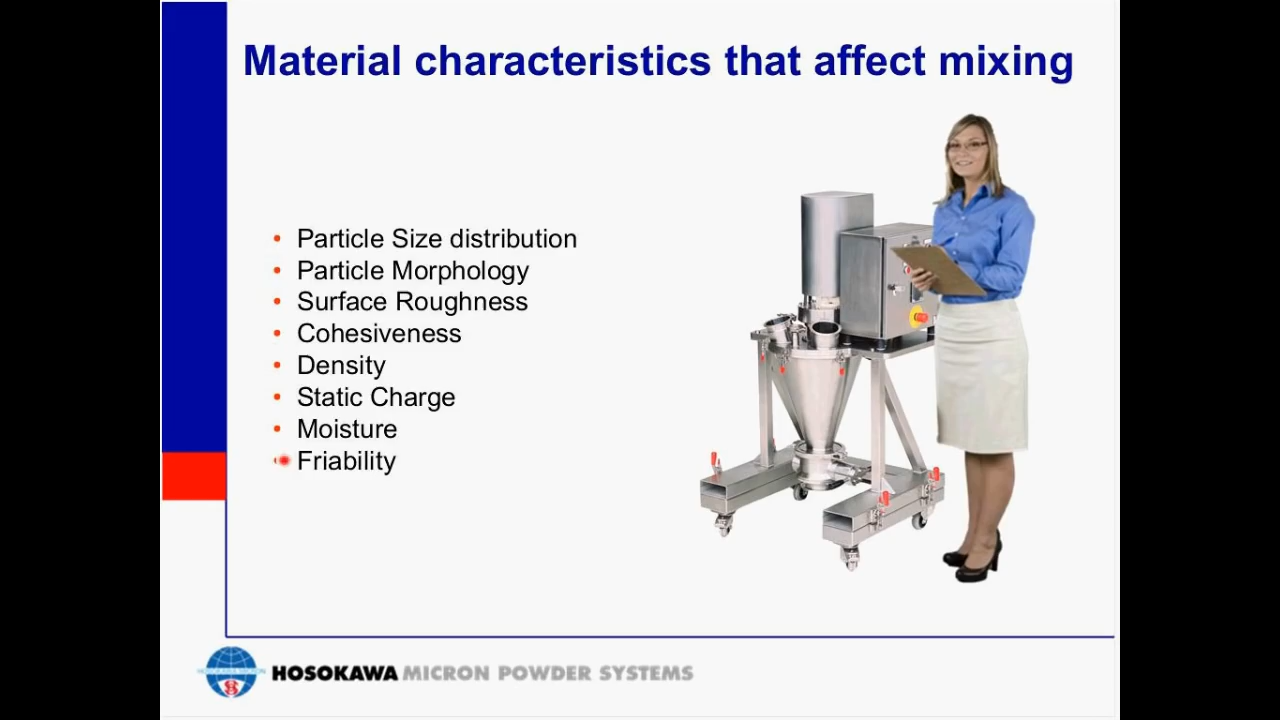 Material characteristics that affect mixing
Particle Size distribution
Particle Morphology
Surface Roughness
Cohesiveness
Density
Static Charge
Moisture
Friability
HOSOKAWA MICRON POWDER SYSTEMS